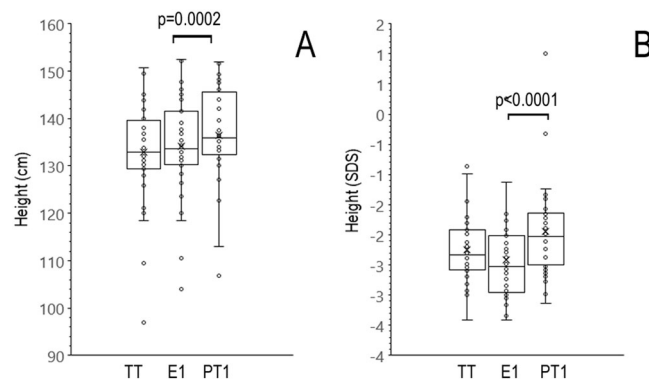 p=0.0002
A
160
150
140
130
120
110
100
90
Height (cm)
TT E1 PT1
B
p<0.0001
2
1
1
0
-1
-1
-2
-2
-3
-3
-4
-4
Height (SDS)
TT E1 PT1